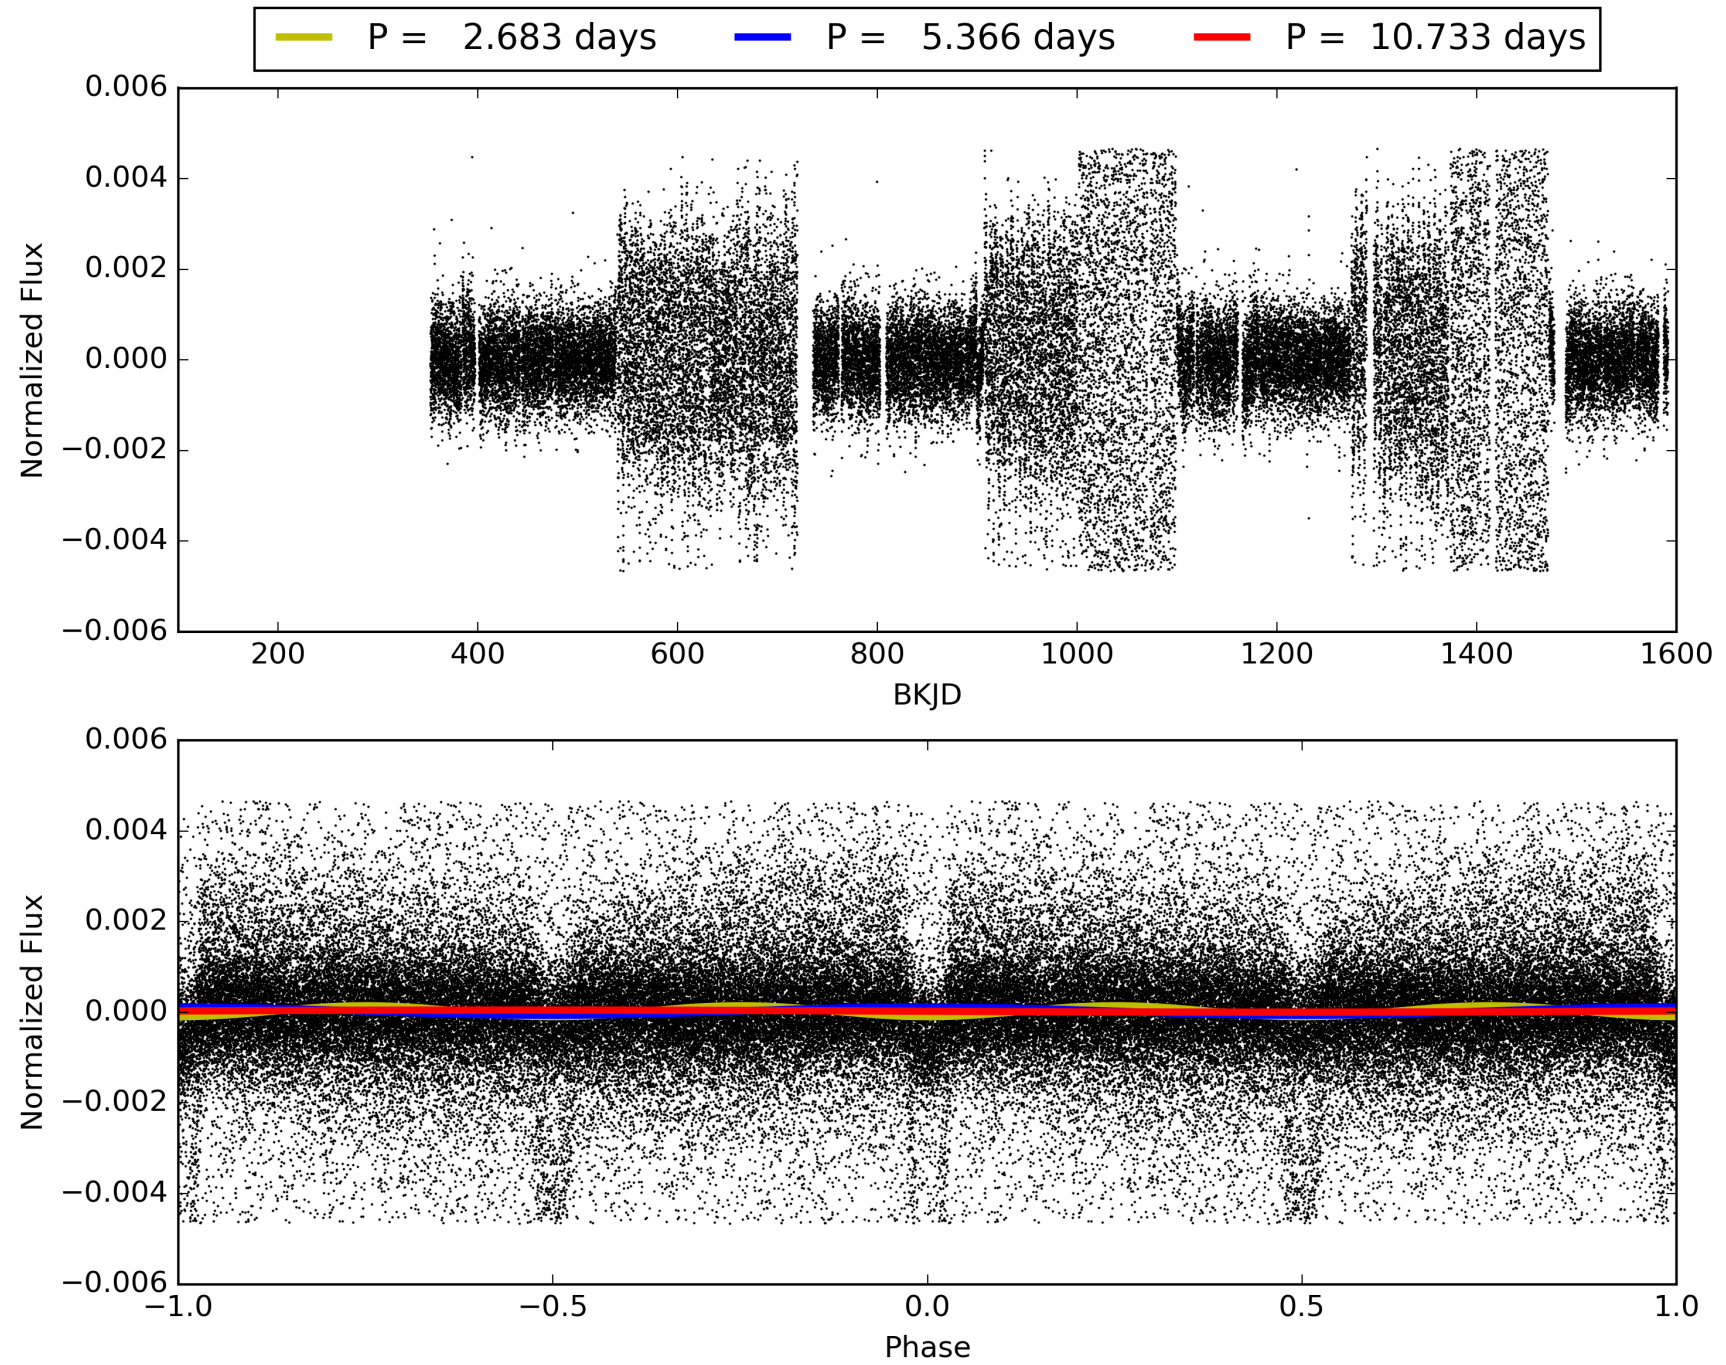 P = 2.683 days P = 5.366 days P = 10.733 days
0.006
0.004
0.002
0.000
−0.002
−0.004
−0.006
Normalized Flux
200 400 600 800 1000 1200 1400 1600
BKJD
0.006
0.004
0.002
0.000
−0.002
−0.004
−0.006
Normalized Flux
−1.0 −0.5 0.0 0.5 1.0
Phase